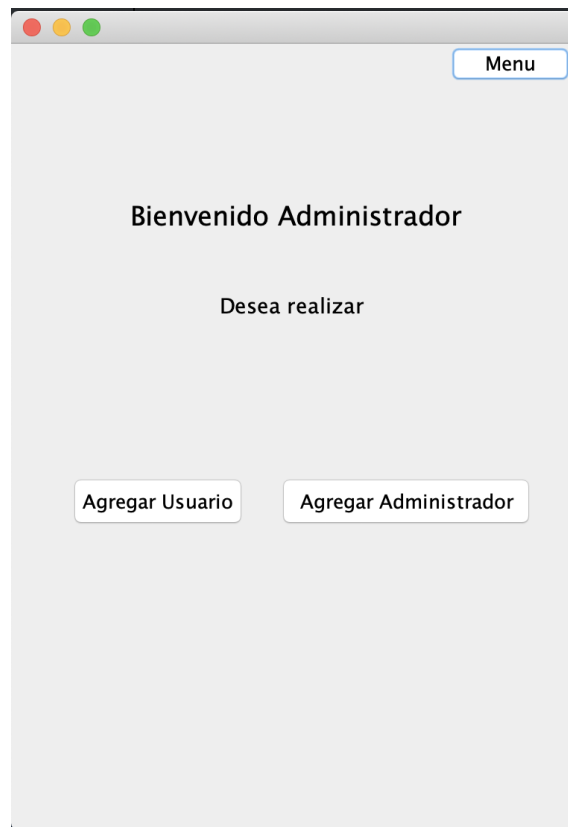 Menu
Bienvenido Administrador
Desea realizar
Agregar Usuario
Agregar Administrador